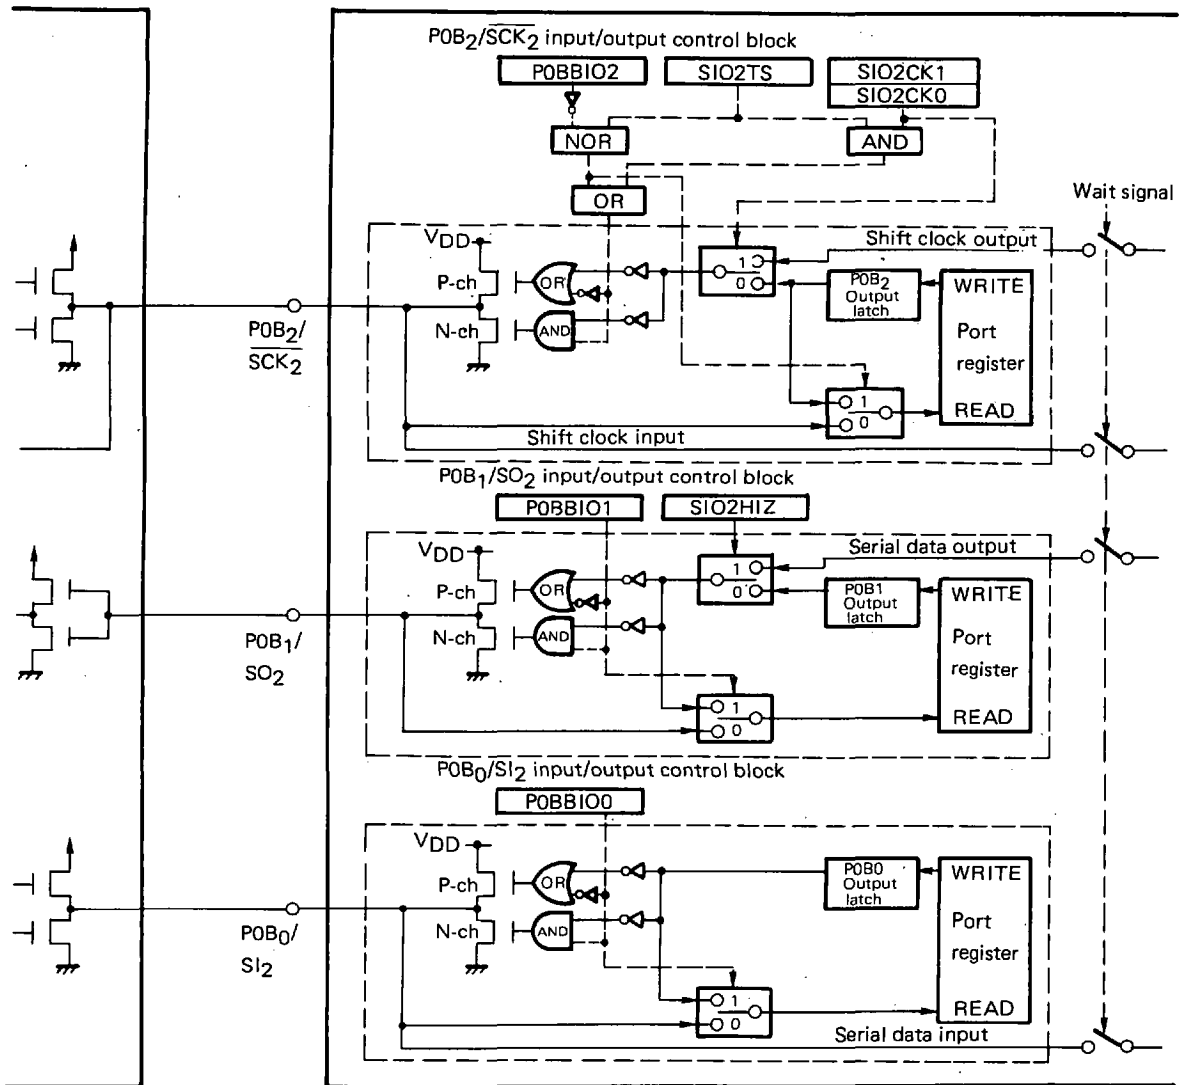 P0B2/SCK2 input/output control block
P0BBIO2
SIO2TS
SIO2CK1
SIO2CK0
NOR
AND
OR
Wait signal
VDD
Shift clock output
P-ch
OR
1
0
P0B2
Output
latch
WRITE
N-ch
AND
Port
register
P0B2/
SCK2
1
0
READ
Shift clock input
P0B1/SO2 input/output control block
P0BBIO1
SIO2HIZ
VDD
Serial data output
P-ch
OR
1
0
P0B1
Output
latch
WRITE
N-ch
AND
Port
register
P0B1/
SO2
1
0
READ
P0B0/SI2 input/output control block
P0BBIO0
VDD
P-ch
OR
P0B0
Output
latch
WRITE
N-ch
AND
Port
register
P0B0/
SI2
1
0
READ
Serial data input